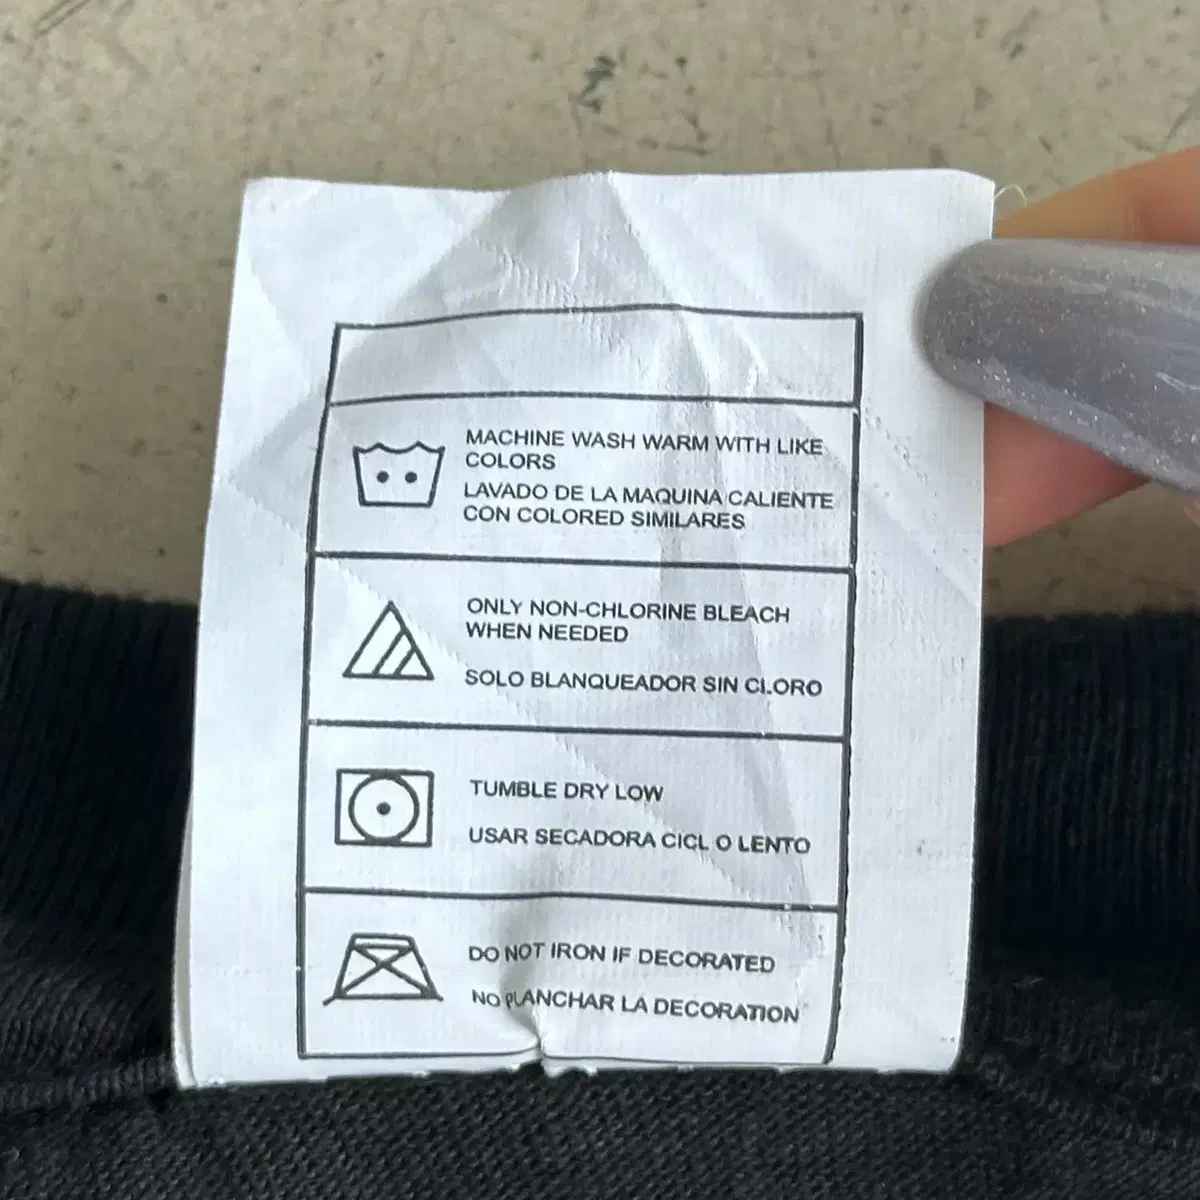 MACHINE WASH WARM WITH LIKE
COLORS
LAVADO DE LA MAQUINA CALIENTE
CON COLORED SIMILARES
ONLY NON-CHLORINE BLEACH
WHEN NEEDED
SOLO BLANQUEADOR SIN CLORO
TUMBLE DRY LOW
USAR SECADORA CICL O LENTO
DO NOT IRON IF DECORATED
NO PLANCHAR LA DECORATION